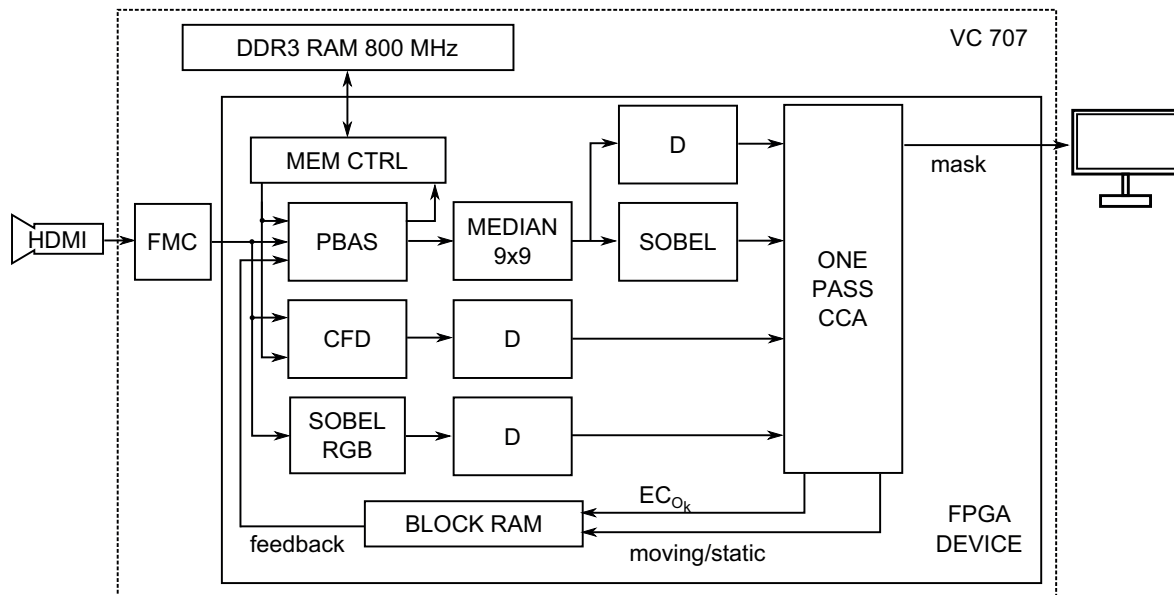 DDR3 RAM 800 MHz
VC 707
MEM CTRL
D
mask
HDMI
FMC
PBAS
MEDIAN
9x9
SOBEL
ONE
PASS
CCA
CFD
D
SOBEL
RGB
D
EC_{O_k}
BLOCK RAM
feedback
moving/static
FPGA
DEVICE